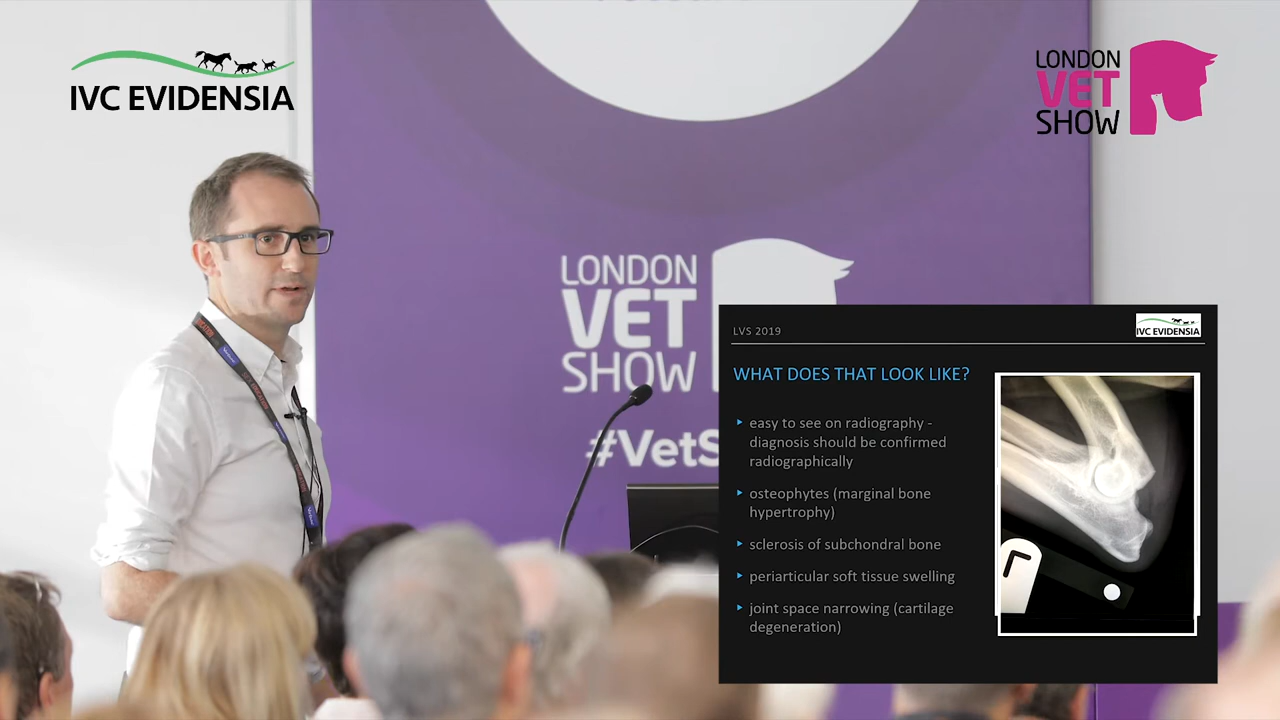 IVC EVIDENSIA
LONDON
VET
SHOW
LONDON
VET
SHOW
#VetS
LVS 2019
IVC EVIDENSIA
WHAT DOES THAT LOOK LIKE?
easy to see on radiography -
diagnosis should be confirmed
radiographically
osteophytes (marginal bone
hypertrophy)
sclerosis of subchondral bone
periarticular soft tissue swelling
joint space narrowing (cartilage
degeneration)
L